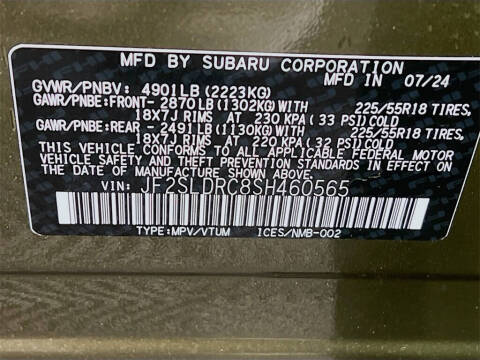 MFD BY SUBARU CORPORATION
GVWR/PNBV: 4901LB (2223KG) 07/24
GAWR/PNBE:FRONT- 2870LB(1302KG)WITH 225/55R18 TIRES,
18X7J RIMS AT 230 KPA ( 33 PSI)COLD
GAWR/PNBE:REAR - 2491LB(1130KG)WITH 225/55R18 TIRES,
18X7J RIMS AT 220 KPA ( 32 PSI)COLD
THIS VEHICLE CONFORMS TO ALL APPLICABLE FEDERAL MOTOR
VEHICLE SAFETY AND THEFT PREVENTION STANDARDS IN EFFECT ON
THE DATE OF MANUFACTURE SHOWN ABOVE.
VIN: JF2SLDRC8SH460565
TYPE:MPV/VTUM ICES/NMB-002